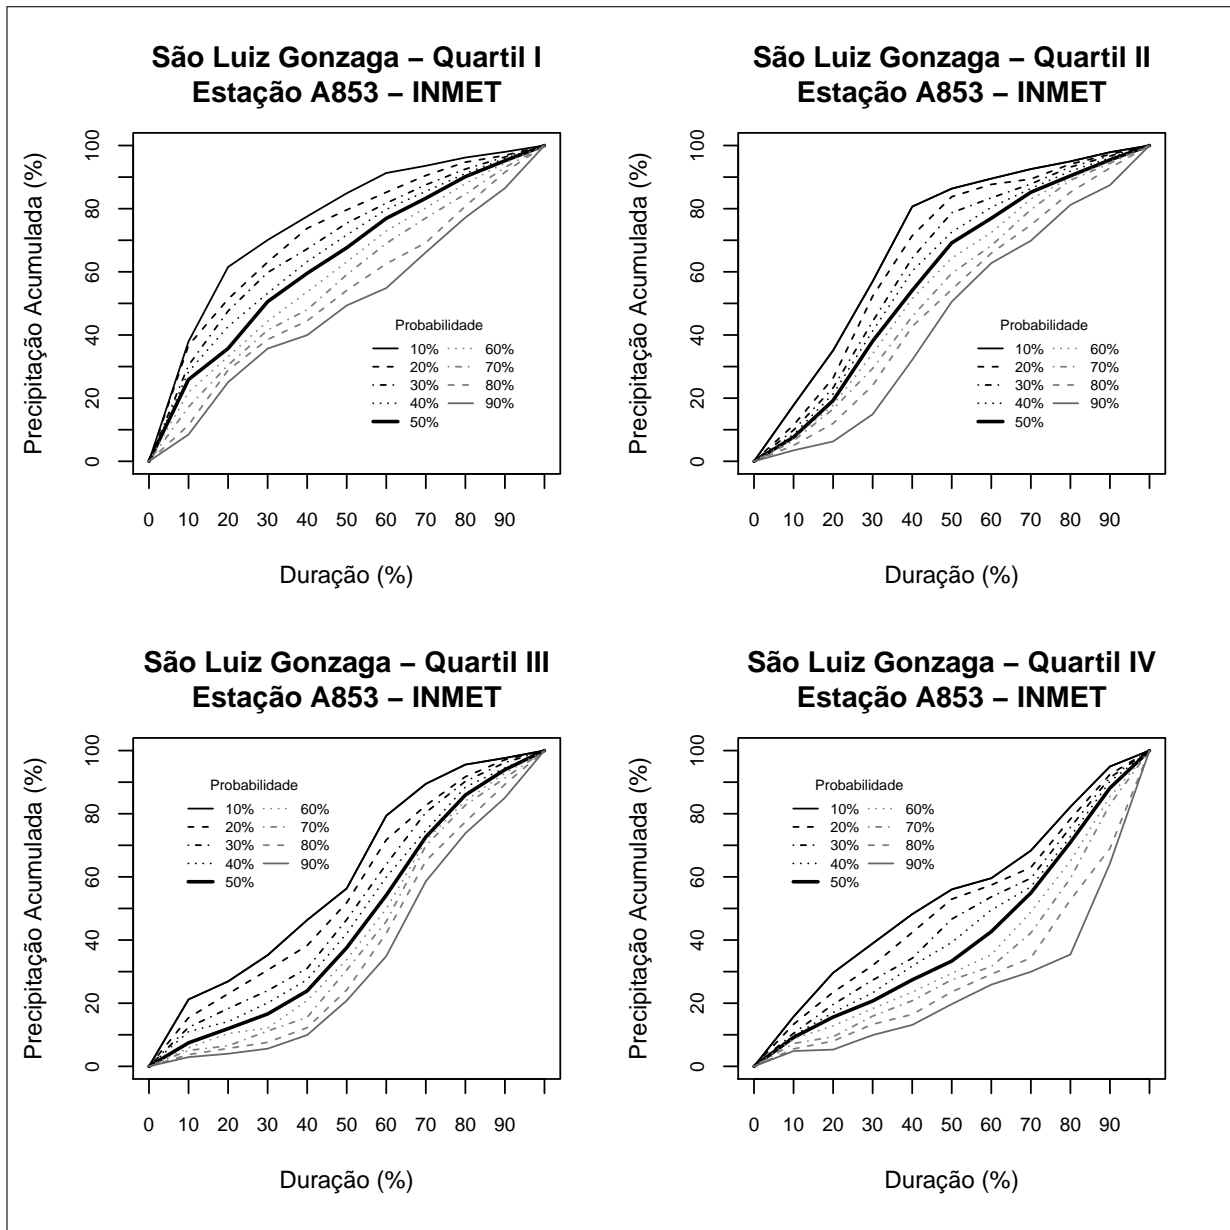 São Luiz Gonzaga – Quartil I
Estação A853 – INMET
Precipitação Acumulada (%)
100
80
60
40
20
0
Probabilidade
10% 60%
20% 70%
30% 80%
40% 90%
50%
0 10 20 30 40 50 60 70 80 90
Duração (%)
São Luiz Gonzaga – Quartil II
Estação A853 – INMET
Precipitação Acumulada (%)
100
80
60
40
20
0
Probabilidade
10% 60%
20% 70%
30% 80%
40% 90%
50%
0 10 20 30 40 50 60 70 80 90
Duração (%)
São Luiz Gonzaga – Quartil III
Estação A853 – INMET
Precipitação Acumulada (%)
100
80
60
40
20
0
Probabilidade
10% 60%
20% 70%
30% 80%
40% 90%
50%
0 10 20 30 40 50 60 70 80 90
Duração (%)
São Luiz Gonzaga – Quartil IV
Estação A853 – INMET
Precipitação Acumulada (%)
100
80
60
40
20
0
Probabilidade
10% 60%
20% 70%
30% 80%
40% 90%
50%
0 10 20 30 40 50 60 70 80 90
Duração (%)